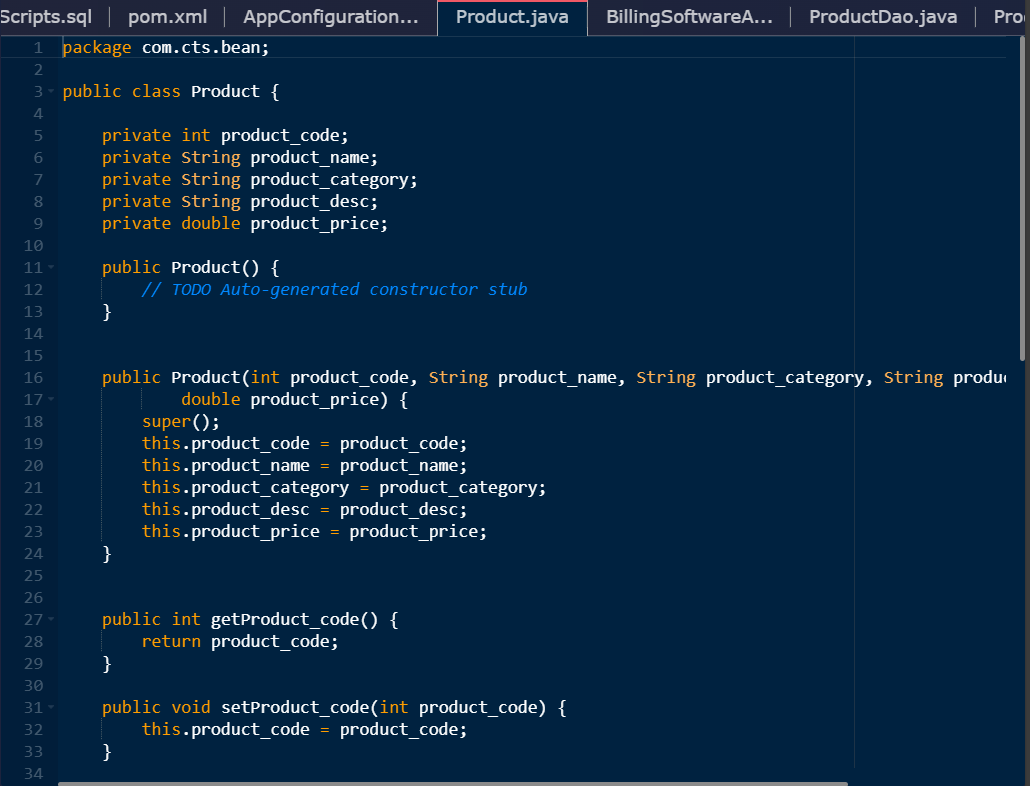 Scripts.sql pom.xml AppConfiguration... Product.java BillingSoftwareA... ProductDao.java
1 package com.cts.bean;
2
3 public class Product {
4
5     private int product_code;
6     private String product_name;
7     private String product_category;
8     private String product_desc;
9     private double product_price;
10
11     public Product() {
12         // TODO Auto-generated constructor stub
13     }
14
15
16     public Product(int product_code, String product_name, String product_category, String
17             double product_price) {
18         super();
19         this.product_code = product_code;
20         this.product_name = product_name;
21         this.product_category = product_category;
22         this.product_desc = product_desc;
23         this.product_price = product_price;
24     }
25
26
27     public int getProduct_code() {
28         return product_code;
29     }
30
31     public void setProduct_code(int product_code) {
32         this.product_code = product_code;
33     }
34